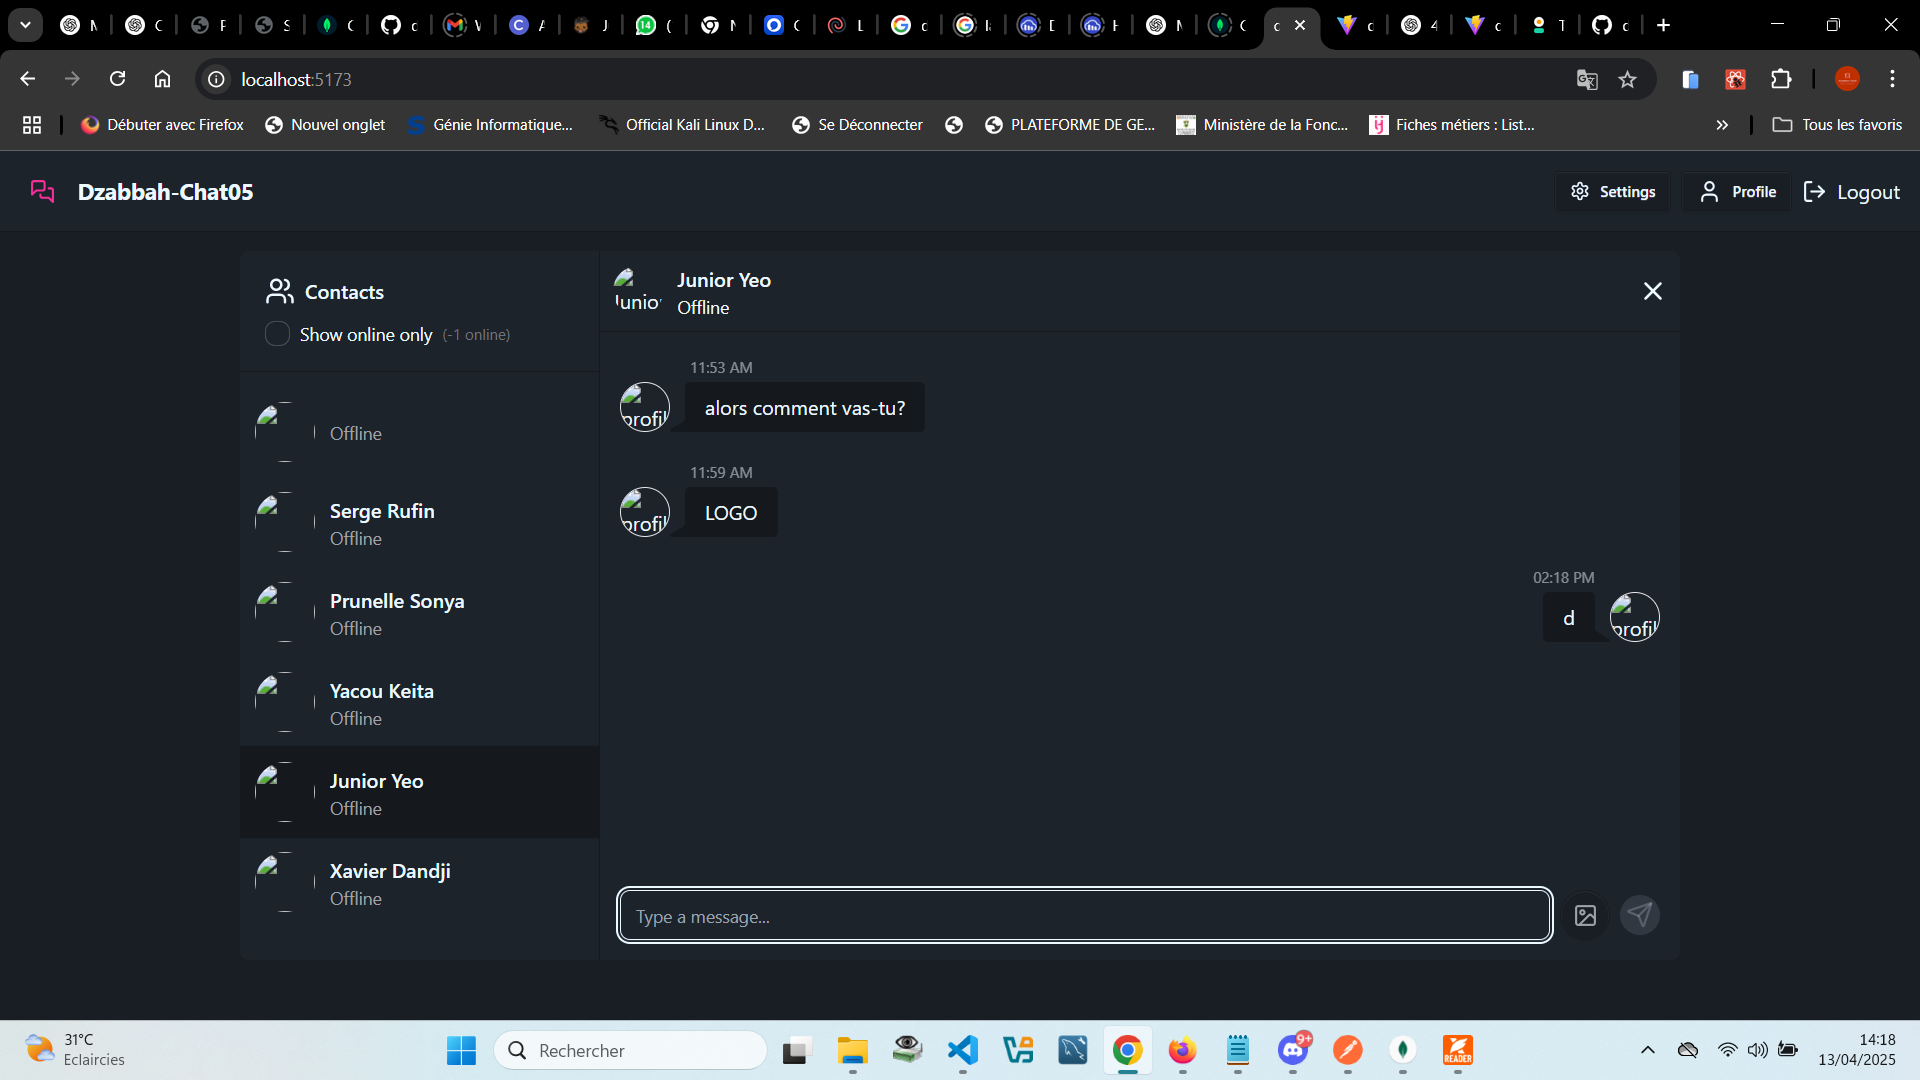 localhost:5173
Débuter avec Firefox
Nouvel onglet
Génie Informatique...
Official Kali Linux D...
Se Déconnecter
PLATEFORME DE GE...
Ministère de la Fonc...
Fiches métiers : List...
Tous les favoris
Dzabbah-Chat05
Settings
Profile
Logout
Contacts
Show online only (-1 online)
Offline
Serge Rufin
Offline
Prunelle Sonya
Offline
Yacou Keita
Offline
Junior Yeo
Offline
Xavier Dandji
Offline
Junior Yeo
Offline
11:53 AM
alors comment vas-tu?
11:59 AM
LOGO
02:18 PM
d
Type a message...
31°C
Eclaircies
Rechercher
9+
READER
14:18
13/04/2025